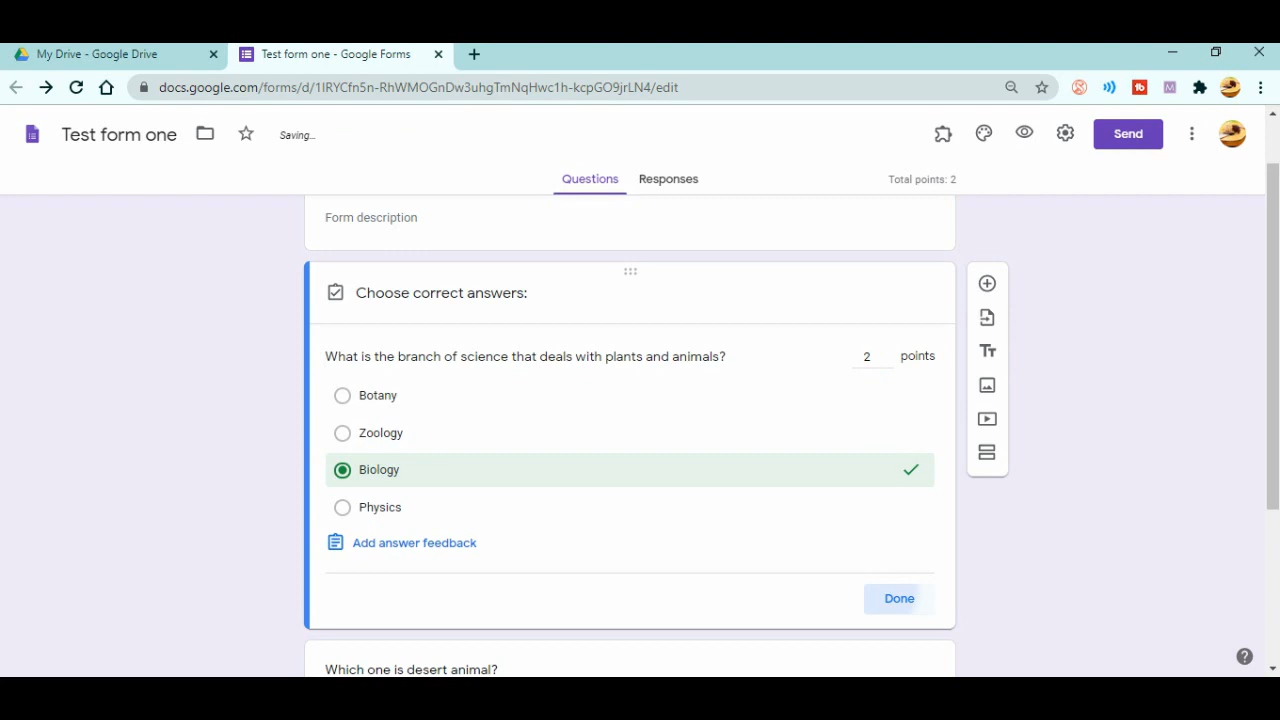 My Drive - Google Drive
Test form one - Google Forms
docs.google.com/forms/d/1IRYCfn5n-RhWMOGnDw3uhgTmNqHwc1h-kcpGO9jrLN4/edit
Test form one
Saving...
Send
Questions
Responses
Total points: 2
Form description
Choose correct answers:
What is the branch of science that deals with plants and animals?
2 points
Botany
Zoology
Biology
Physics
Add answer feedback
Done
Which one is desert animal?